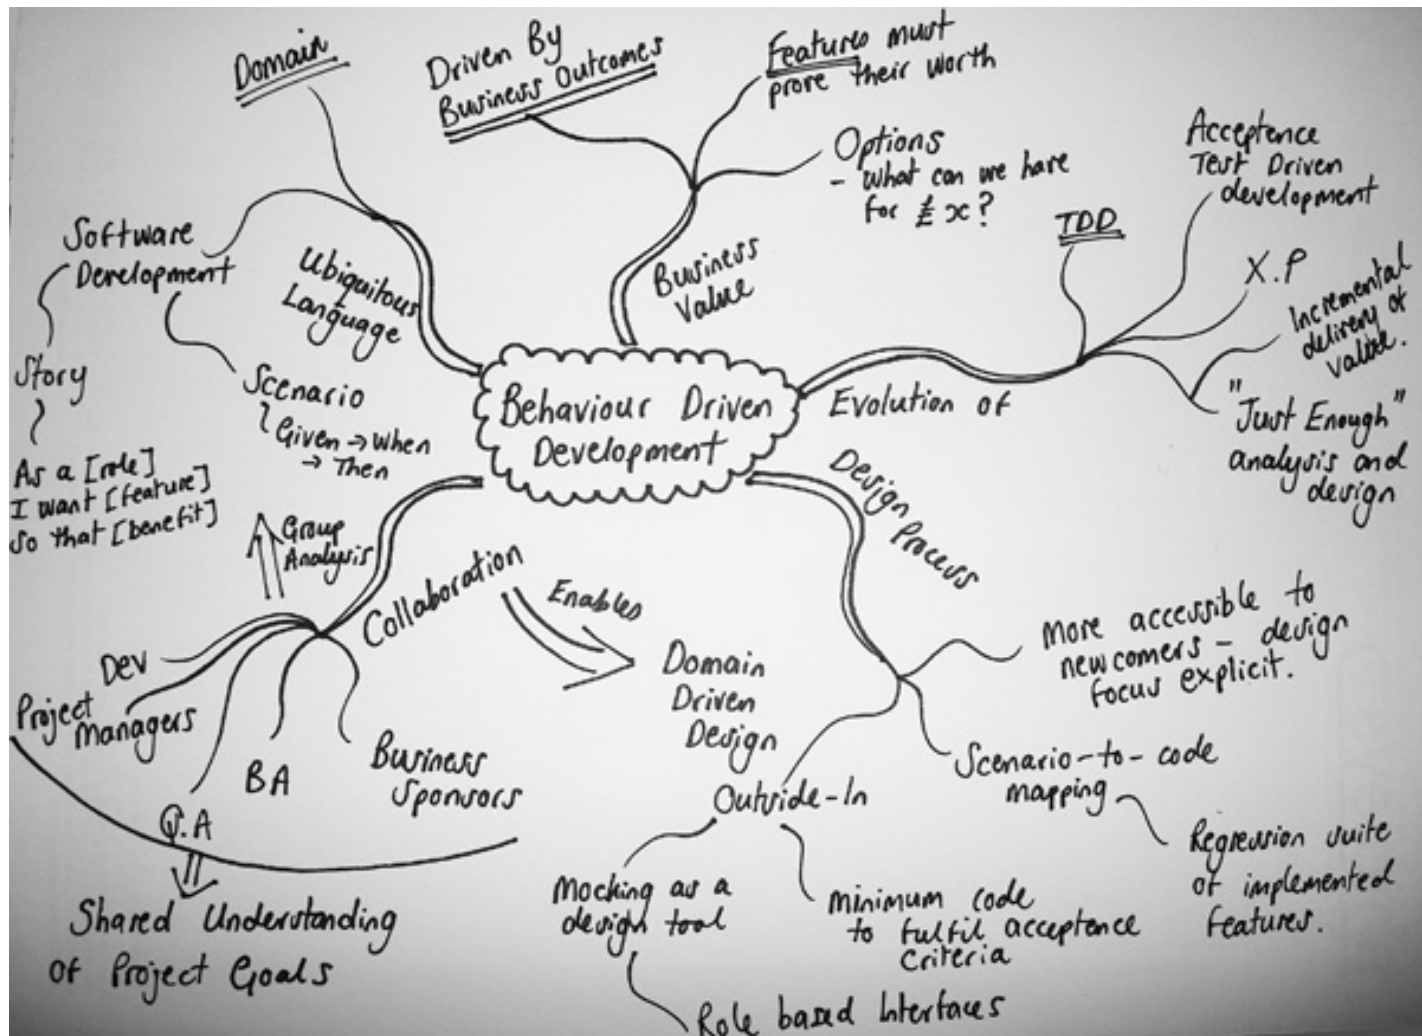 Domain
Driven By
Business Outcomes
Features must
prove their worth
Options
- What can we have
for £ x?
Business
Value
Acceptence
Test Driven
development
TDD
X.P
Incremental
delivery of
value.
"Just Enough"
analysis and
design
Evolution of
Software
Development
Ubiquitous
Language
Story
As a [role]
I want [feature]
so that [benefit]
Scenario
Given → When
→ Then
Behaviour Driven
Development
Design
Process
Group
Analysis
Collaboration
Enables
Domain
Driven
Design
Dev
Project
Managers
Q.A
BA
Business
Sponsors
Shared Understanding
of Project Goals
More accessible to
newcomers - design
focus explicit.
Scenario-to-code
mapping
Regression suite
of implemented
features.
Outside-In
Mocking as a
design tool
Role based Interfaces
Minimum code
to fulfil acceptance
criteria